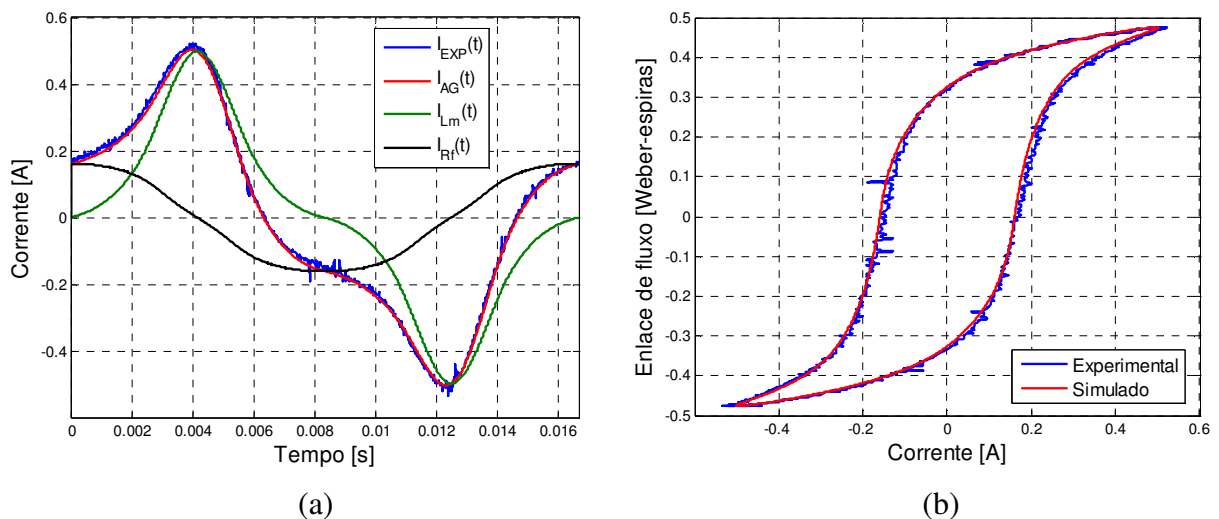 0.6
0.4
0.2
0
-0.2
-0.4
Corrente [A]
0
0.002
0.004
0.006
0.008
0.01
0.012
0.014
0.016
Tempo [s]
I_EXP(t)
I_AG(t)
I_Lm(t)
I_Rf(t)
(a)
0.5
0.4
0.3
0.2
0.1
0
-0.1
-0.2
-0.3
-0.4
-0.5
Enlace de fluxo [Weber-espiras]
-0.4
-0.2
0
0.2
0.4
0.6
Corrente [A]
Experimental
Simulado
(b)